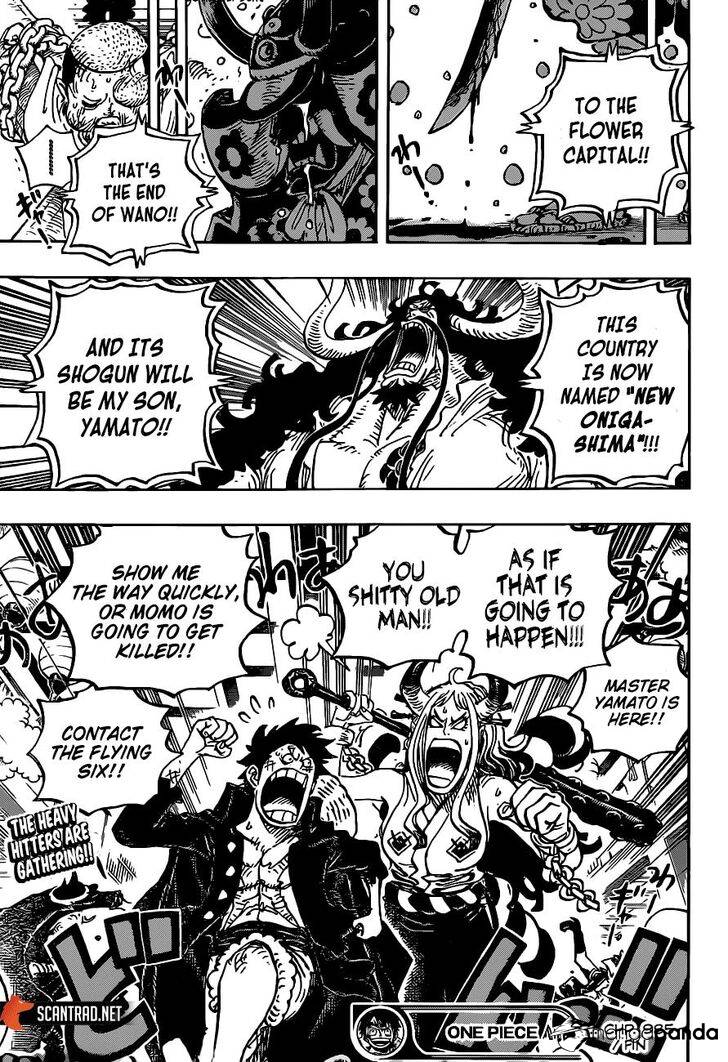 TO THE
FLOWER
CAPITAL!!
THAT'S
THE END
OF WANO!!
THIS
COUNTRY
IS NOW
NAMED "NEW
ONIGA-
SHIMA"!!!
AND ITS
SHOGUN WILL
BE MY SON,
YAMATO!!
AS IF
THAT IS
GOING TO
HAPPEN!!!
YOU
SHITTY OLD
MAN!!
SHOW ME
THE WAY QUICKLY,
OR MOMO IS
GOING TO GET
KILLED!!
MASTER
YAMATO IS
HERE!!
CONTACT
THE FLYING
SIX!!
THE HEAVY
HITTERS ARE
GATHERING!!
SCANTRAD.NET
ONE PIECE
CHP 985
FIN